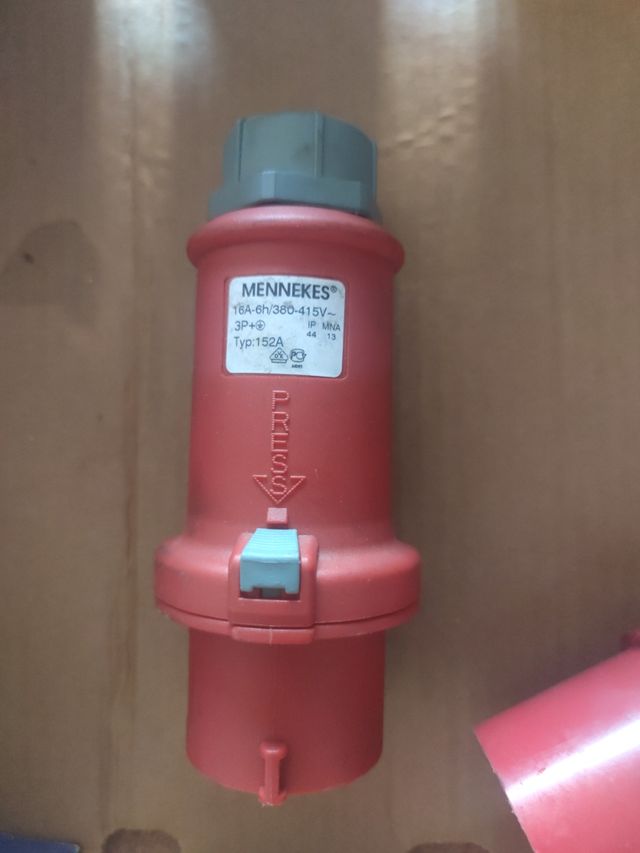 MENNEKES®
16A-6h/380-415V~
3P+⏚ IP 44 MNA 13
Typ:152A
PRESS